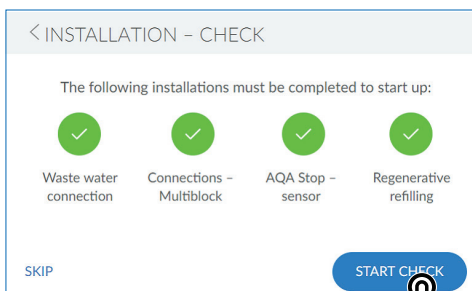 INSTALLATION – CHECK
The following installations must be completed to start up:
Waste water
connection
Connections –
Multiblock
AQA Stop –
sensor
Regenerative
refilling
SKIP
START CHECK